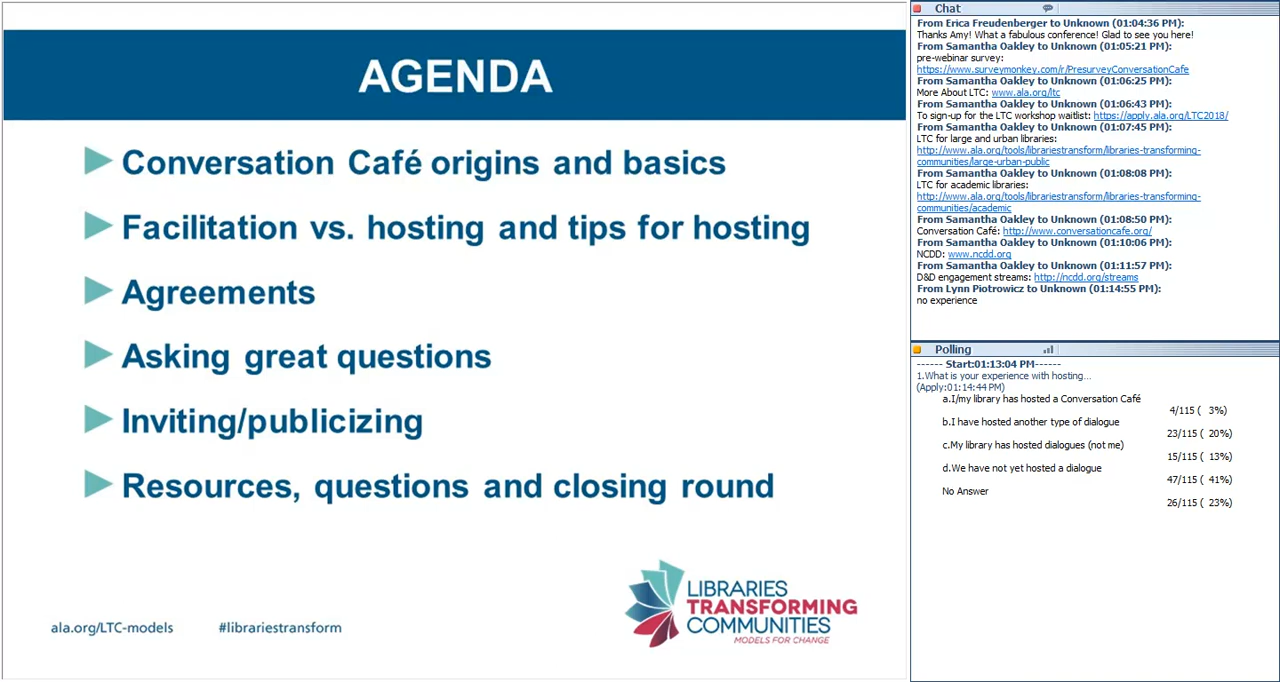 AGENDA
Conversation Café origins and basics
Facilitation vs. hosting and tips for hosting
Agreements
Asking great questions
Inviting/publicizing
Resources, questions and closing round
ala.org/LTC-models #librariestransform
LIBRARIES
TRANSFORMING
COMMUNITIES
MODELS FOR CHANGE
Chat
From Erica Freudenberger to Unknown (01:04:36 PM):
Thanks Amy! What a fabulous conference! Glad to see you here!
From Samantha Oakley to Unknown (01:05:21 PM):
pre-webinar survey:
https://www.surveymonkey.com/r/PresurveyConversationCafe
From Samantha Oakley to Unknown (01:06:25 PM):
More About LTC: www.ala.org/ltc
From Samantha Oakley to Unknown (01:06:43 PM):
To sign-up for the LTC workshop waitlist: https://apply.ala.org/LTC2018/
From Samantha Oakley to Unknown (01:07:45 PM):
LTC for large and urban libraries:
http://www.ala.org/tools/librariestransform/libraries-transforming-
communities/large-urban-public
From Samantha Oakley to Unknown (01:08:08 PM):
LTC for academic libraries:
http://www.ala.org/tools/librariestransform/libraries-transforming-
communities/academic
From Samantha Oakley to Unknown (01:08:50 PM):
Conversation Café: http://www.conversationcafe.org/
From Samantha Oakley to Unknown (01:10:06 PM):
NCDD: www.ncdd.org
From Samantha Oakley to Unknown (01:11:57 PM):
D&D engagement streams: http://ncdd.org/streams
From Lynn Piotrowicz to Unknown (01:14:55 PM):
no experience
Polling
------ Start:01:13:04 PM------
1.What is your experience with hosting...
(Apply:01:14:44 PM)
a.I/my library has hosted a Conversation Café
4/115 ( 3%)
b.I have hosted another type of dialogue
23/115 ( 20%)
c.My library has hosted dialogues (not me)
15/115 ( 13%)
d.We have not yet hosted a dialogue
47/115 ( 41%)
No Answer
26/115 ( 23%)